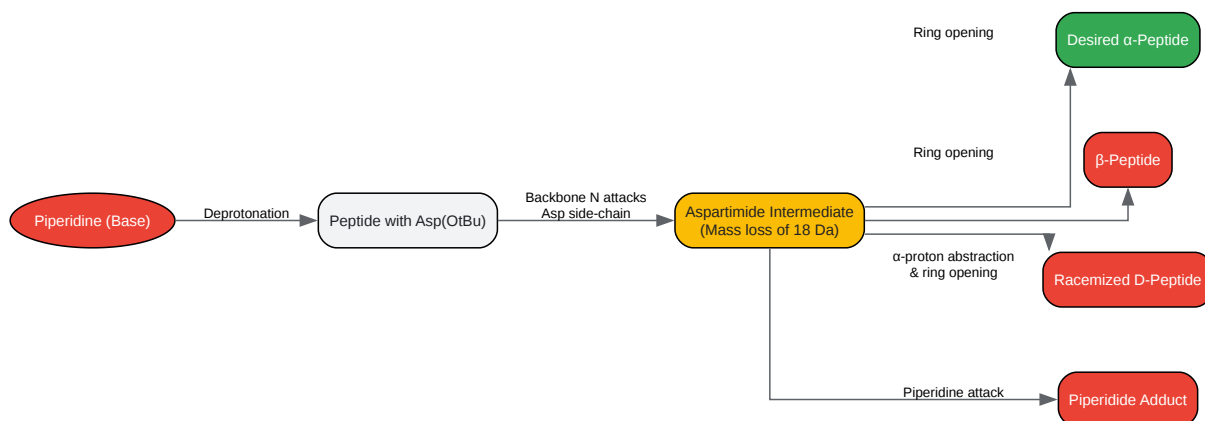 Piperidine (Base)
Deprotonation
Peptide with Asp(OtBu)
Backbone N attacks
Asp side-chain
Aspartimide Intermediate
(Mass loss of 18 Da)
Ring opening
Desired α-Peptide
Ring opening
β-Peptide
α-proton abstraction
& ring opening
Racemized D-Peptide
Piperidine attack
Piperidide Adduct